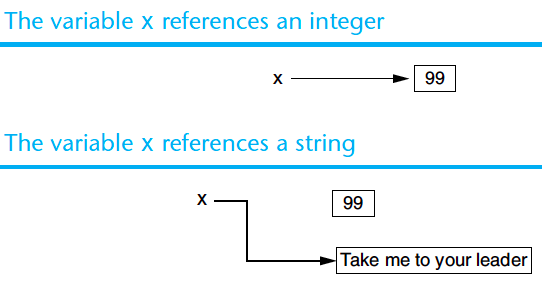 The variable x references an integer
x
99
The variable x references a string
x
99
Take me to your leader